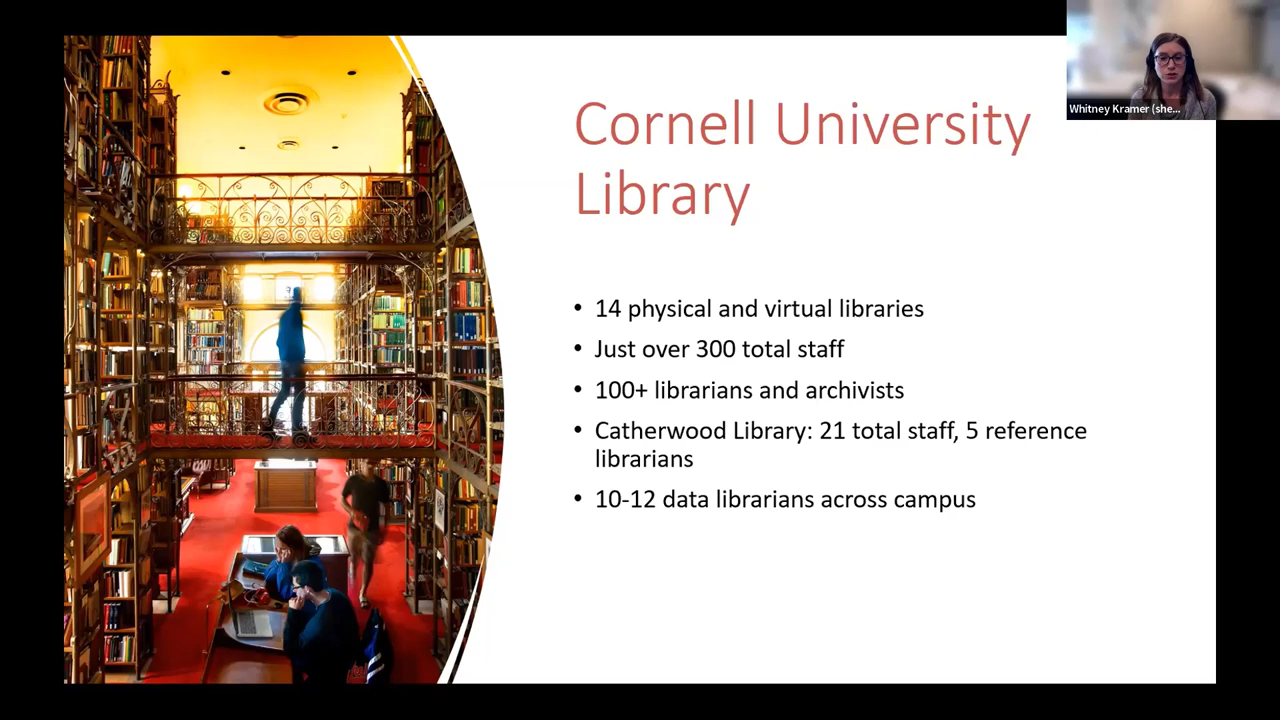 Cornell University
Library
• 14 physical and virtual libraries
• Just over 300 total staff
• 100+ librarians and archivists
• Catherwood Library: 21 total staff, 5 reference
librarians
• 10-12 data librarians across campus
Whitney Kramer (she...